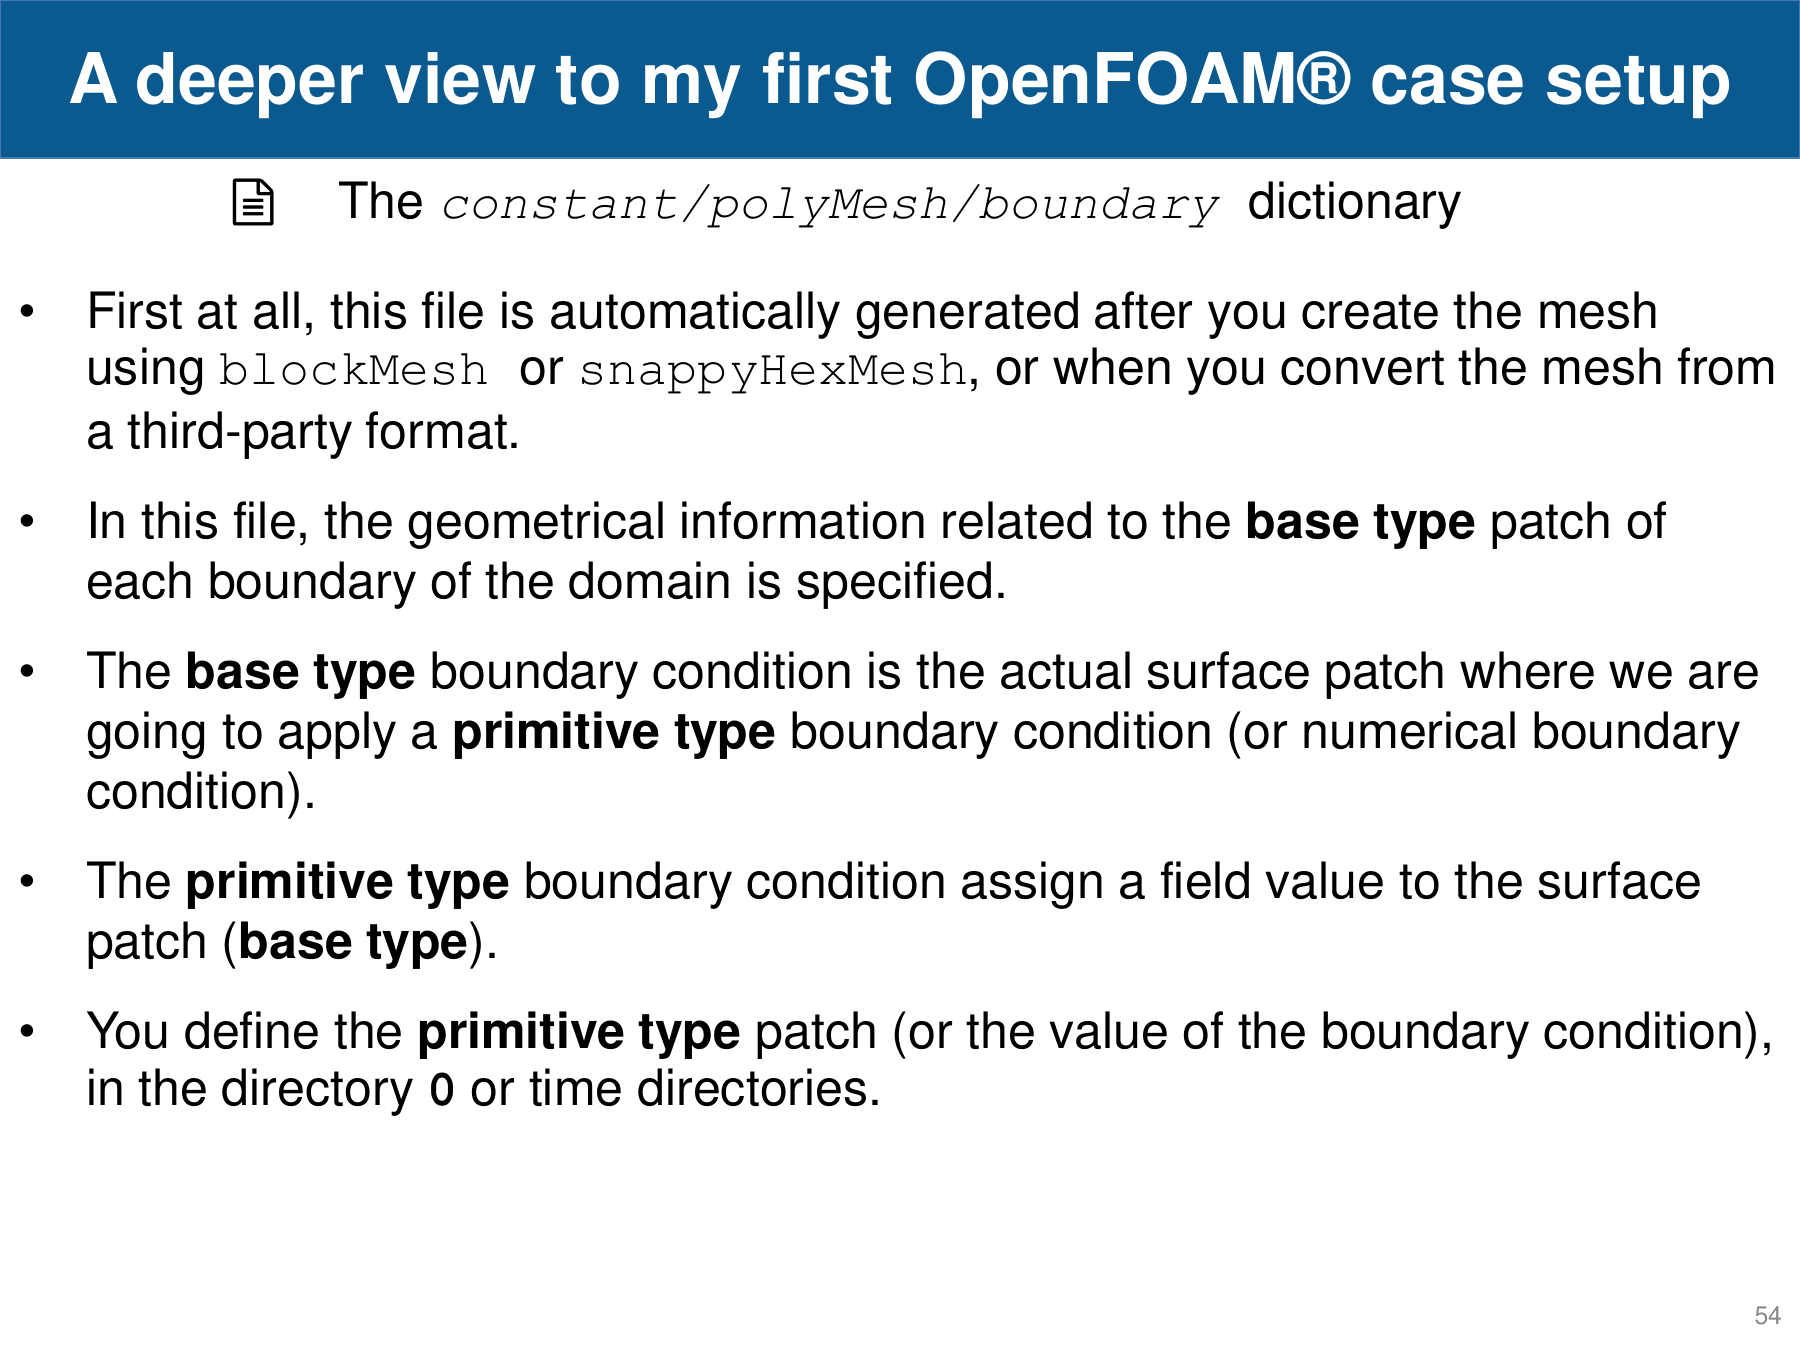 A deeper view to my first OpenFOAM® case setup
The constant/polyMesh/boundary dictionary
• First at all, this file is automatically generated after you create the mesh
using blockMesh or snappyHexMesh, or when you convert the mesh from
a third-party format.
• In this file, the geometrical information related to the base type patch of
each boundary of the domain is specified.
• The base type boundary condition is the actual surface patch where we are
going to apply a primitive type boundary condition (or numerical boundary
condition).
• The primitive type boundary condition assign a field value to the surface
patch (base type).
• You define the primitive type patch (or the value of the boundary condition),
in the directory 0 or time directories.
54